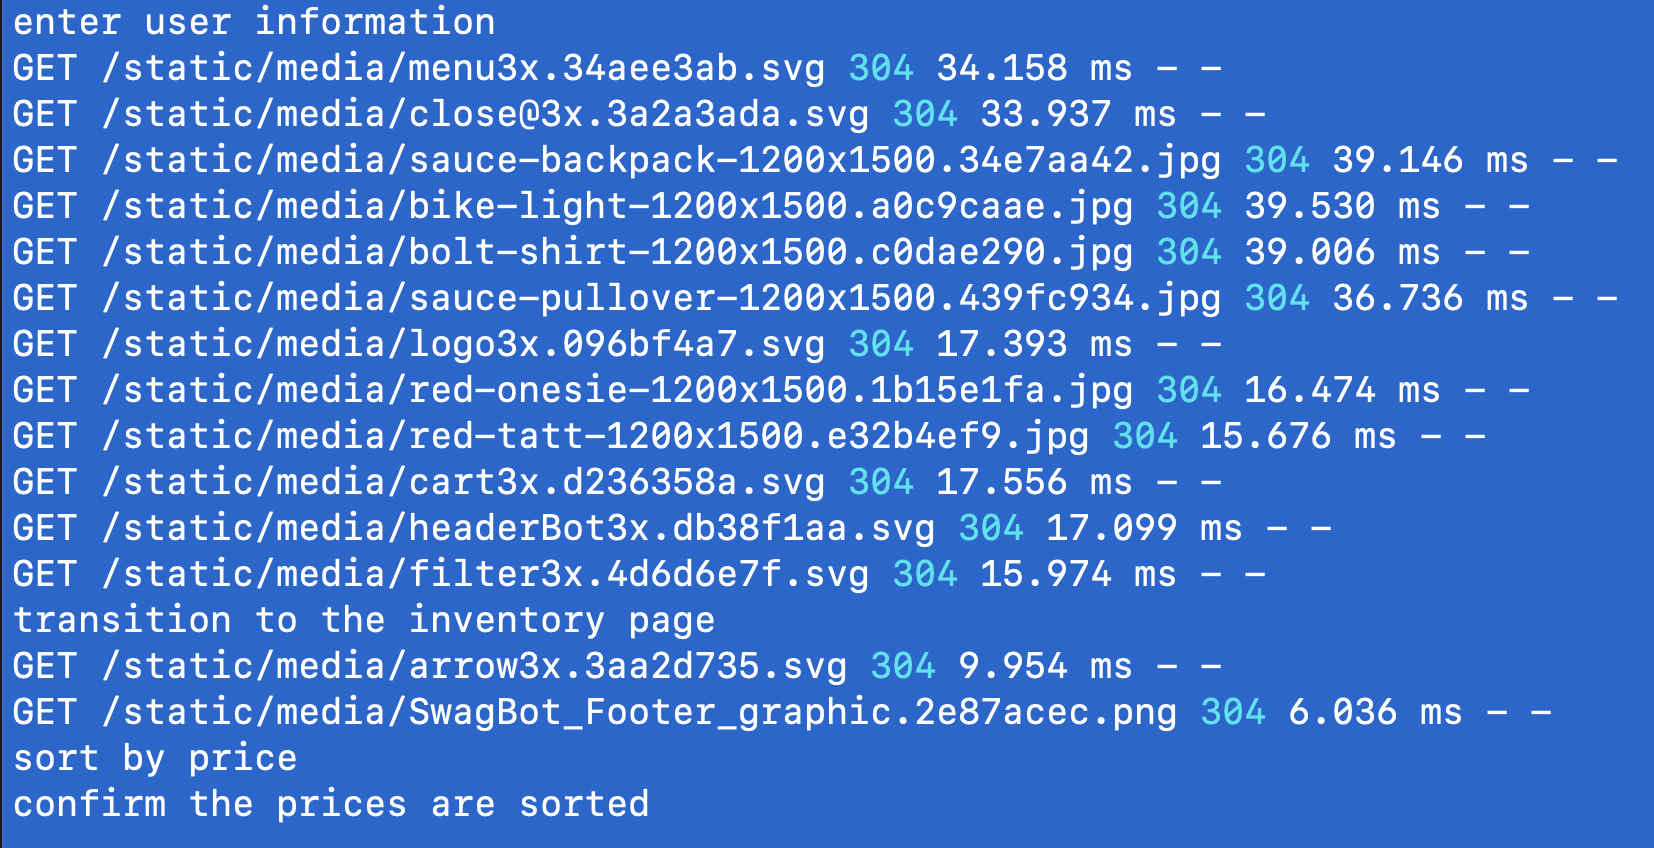 enter user information
GET /static/media/menu3x.34aee3ab.svg 304 34.158 ms - -
GET /static/media/close@3x.3a2a3ada.svg 304 33.937 ms - -
GET /static/media/sauce-backpack-1200x1500.34e7aa42.jpg 304 39.146 ms - -
GET /static/media/bike-light-1200x1500.a0c9caae.jpg 304 39.530 ms - -
GET /static/media/bolt-shirt-1200x1500.c0dae290.jpg 304 39.006 ms - -
GET /static/media/sauce-pullover-1200x1500.439fc934.jpg 304 36.736 ms - -
GET /static/media/logo3x.096bf4a7.svg 304 17.393 ms - -
GET /static/media/red-onesie-1200x1500.1b15e1fa.jpg 304 16.474 ms - -
GET /static/media/red-tatt-1200x1500.e32b4ef9.jpg 304 15.676 ms - -
GET /static/media/cart3x.d236358a.svg 304 17.556 ms - -
GET /static/media/headerBot3x.db38f1aa.svg 304 17.099 ms - -
GET /static/media/filter3x.4d6d6e7f.svg 304 15.974 ms - -
transition to the inventory page
GET /static/media/arrow3x.3aa2d735.svg 304 9.954 ms - -
GET /static/media/SwagBot_Footer_graphic.2e87acec.png 304 6.036 ms - -
sort by price
confirm the prices are sorted